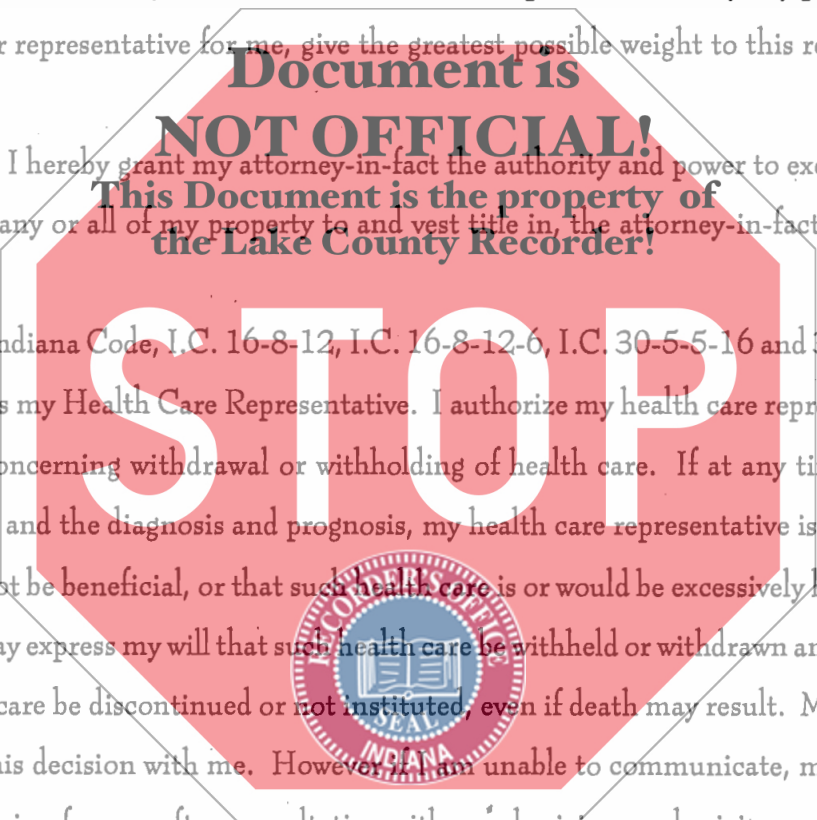 r representative for me, give the greatest possible weight to this re
Document is
NOT OFFICIAL!
I hereby grant my attorney-in-fact the authority and power to exe
This Document is the property of
any or all of my property to and vest title in, the attorney-in-fact
the Lake County Recorder!
ndiana Code, I.C. 16-8-12, I.C. 16-8-12-6, I.C. 30-5-5-16 and 3
STOP
s my Health Care Representative. I authorize my health care repr
oncerning withdrawal or withholding of health care. If at any ti
and the diagnosis and prognosis, my health care representative is
ot be beneficial, or that such health care is or would be excessively b
RECORDER'S OFFICE
ay express my will that such health care be withheld or withdrawn an
care be discontinued or not instituted, even if death may result. M
SEAL
INDIANA
is decision with me. However if I am unable to communicate, m